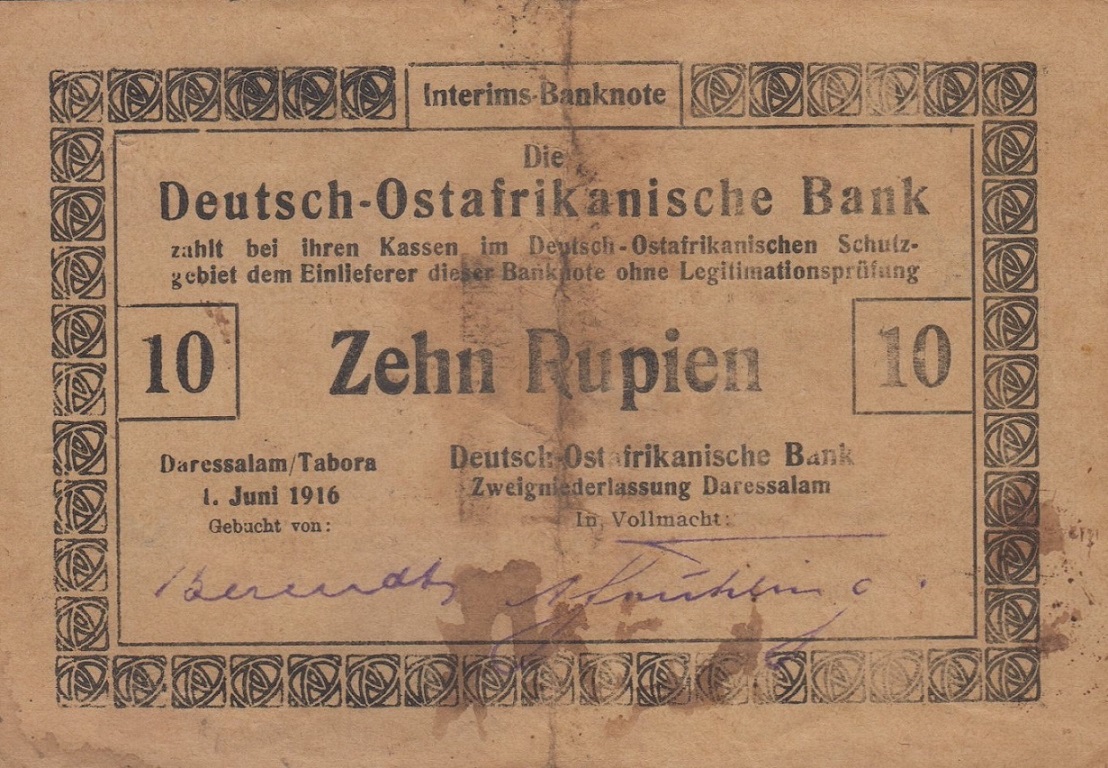 Interims-Banknote
Die
Deutsch-Ostafrikanische Bank
zahlt bei ihren Kassen im Deutsch-Ostafrikanischen Schutz-
gebiet dem Einlieferer dieser Banknote ohne Legitimationsprüfung
10 Zehn Rupien 10
Daressalam/Tabora
1. Juni 1916
Gebucht von:
Deutsch-Ostafrikanische Bank
Zweigniederlassung Daressalam
In Vollmacht:
Berendt